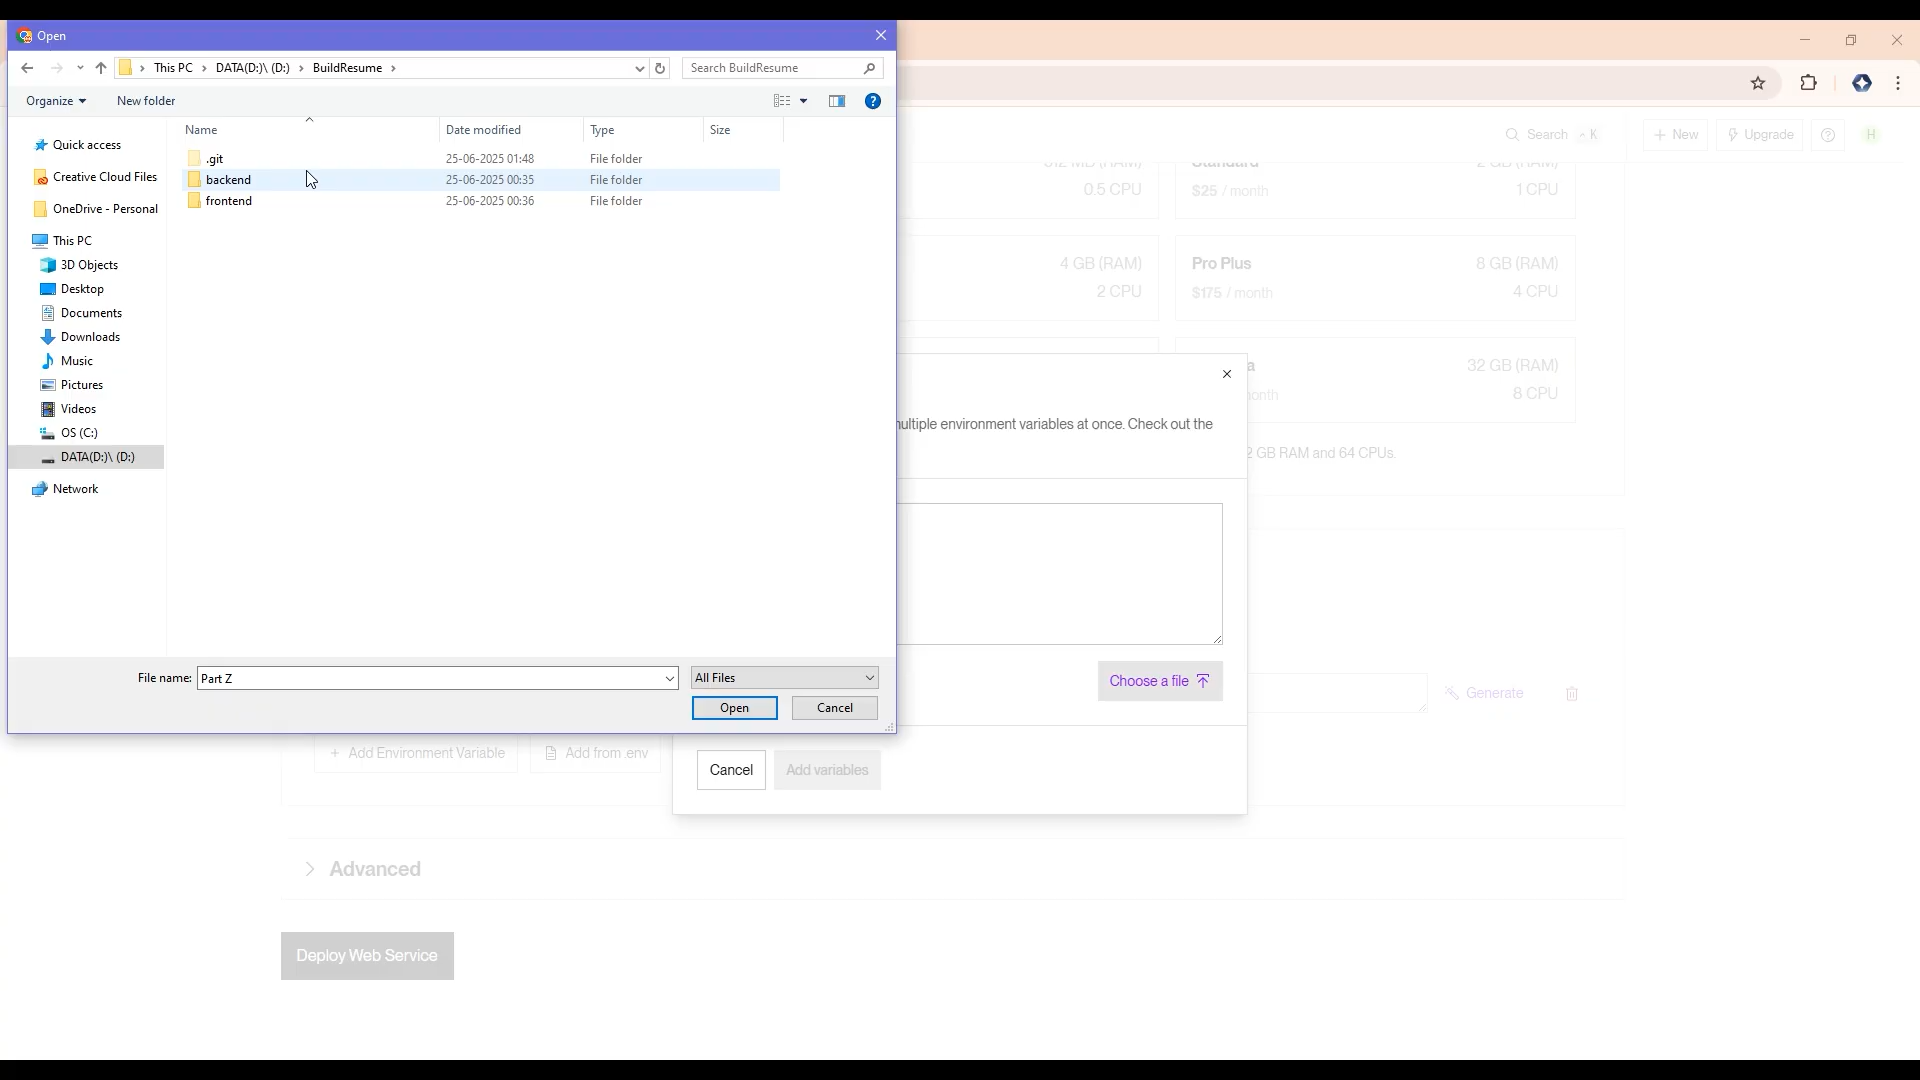 Open
This PC > DATA(D:)\ (D:) > BuildResume >
Search BuildResume
Organize
New folder
Name
Date modified
Type
Size
.git 25-06-2025 01:48 File folder
backend 25-06-2025 00:35 File folder
frontend 25-06-2025 00:36 File folder
Quick access
Creative Cloud Files
OneDrive - Personal
This PC
3D Objects
Desktop
Documents
Downloads
Music
Pictures
Videos
OS (C:)
DATA(D:)\ (D:)
Network
File name: Part Z
All Files
Open
Cancel
Search
K
+ New
Upgrade
H
512 MB (RAM)
0.5 CPU
Standard
2 GB (RAM)
$25 / month
1 CPU
4 GB (RAM)
2 CPU
Pro Plus
8 GB (RAM)
$175 / month
4 CPU
32 GB (RAM)
8 CPU
GB RAM and 64 CPUs.
multiple environment variables at once. Check out the
Choose a file
Generate
+ Add Environment Variable
Add from .env
Cancel
Add variables
> Advanced
Deploy Web Service